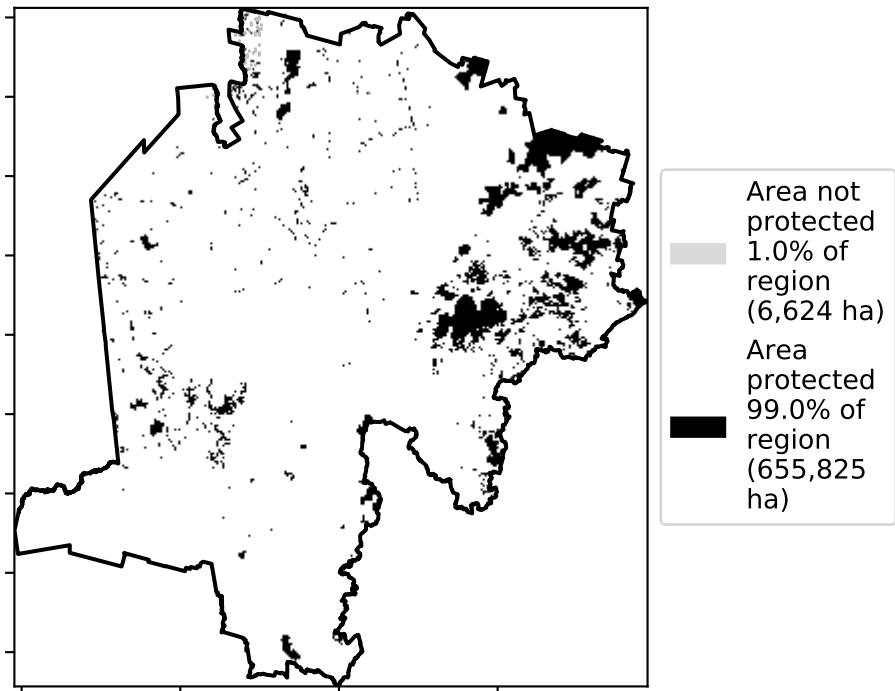 Area not
protected
1.0% of
region
(6,624 ha)
Area
protected
99.0% of
region
(655,825
ha)